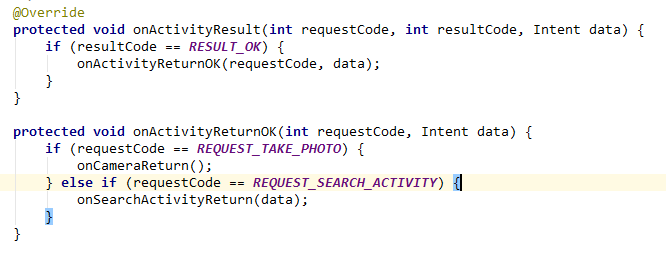 @Override
protected void onActivityResult(int requestCode, int resultCode, Intent data) {
    if (resultCode == RESULT_OK) {
        onActivityReturnOK(requestCode, data);
    }
}

protected void onActivityReturnOK(int requestCode, Intent data) {
    if (requestCode == REQUEST_TAKE_PHOTO) {
        onCameraReturn();
    } else if (requestCode == REQUEST_SEARCH_ACTIVITY) {
        onSearchActivityReturn(data);
    }
}